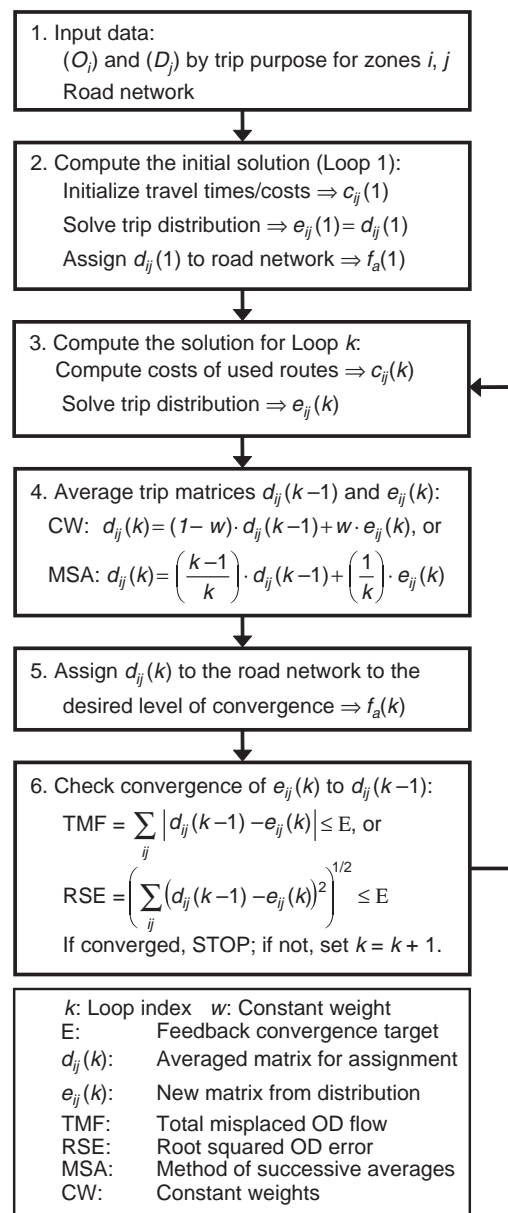 1. Input data:
(Oᵢ) and (Dⱼ) by trip purpose for zones i, j
Road network
2. Compute the initial solution (Loop 1):
Initialize travel times/costs ⇒ cᵢⱼ(1)
Solve trip distribution ⇒ eᵢⱼ(1) = dᵢⱼ(1)
Assign dᵢⱼ(1) to road network ⇒ fₐ(1)
3. Compute the solution for Loop k:
Compute costs of used routes ⇒ cᵢⱼ(k)
Solve trip distribution ⇒ eᵢⱼ(k)
4. Average trip matrices dᵢⱼ(k−1) and eᵢⱼ(k):
CW: dᵢⱼ(k) = (1− w)· dᵢⱼ(k−1) + w · eᵢⱼ(k), or
MSA: dᵢⱼ(k) = ((k−1)/k) · dᵢⱼ(k−1) + (1/k) · eᵢⱼ(k)
5. Assign dᵢⱼ(k) to the road network to the
desired level of convergence ⇒ fₐ(k)
6. Check convergence of eᵢⱼ(k) to dᵢⱼ(k−1):
TMF = ∑ᵢⱼ |dᵢⱼ(k−1) − eᵢⱼ(k)| ≤ E, or
RSE = (∑ᵢⱼ (dᵢⱼ(k−1) − eᵢⱼ(k))²)^1/2 ≤ E
If converged, STOP; if not, set k = k + 1.
k: Loop index w: Constant weight
E: Feedback convergence target
dᵢⱼ(k): Averaged matrix for assignment
eᵢⱼ(k): New matrix from distribution
TMF: Total misplaced OD flow
RSE: Root squared OD error
MSA: Method of successive averages
CW: Constant weights